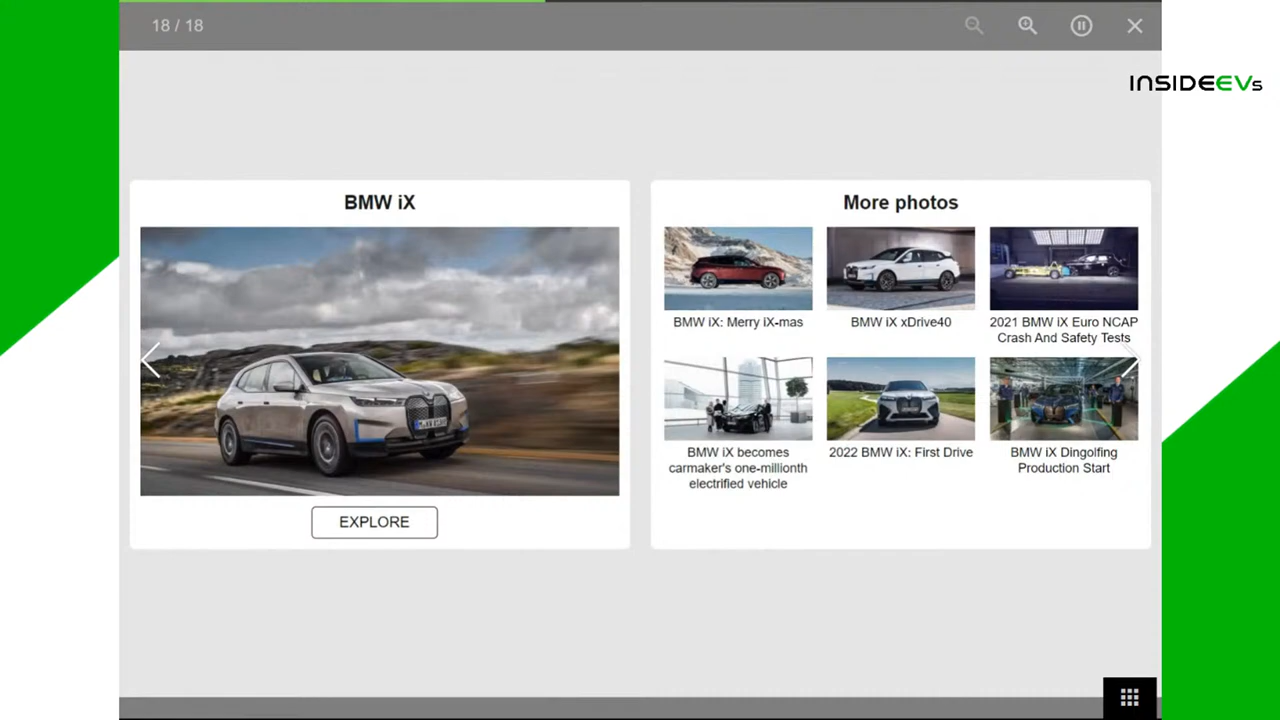 18 / 18
INSIDEEVs
BMW iX
EXPLORE
More photos
BMW iX: Merry iX-mas
BMW iX xDrive40
2021 BMW iX Euro NCAP
Crash And Safety Tests
BMW iX becomes
carmaker's one-millionth
electrified vehicle
2022 BMW iX: First Drive
BMW iX Dingolfing
Production Start